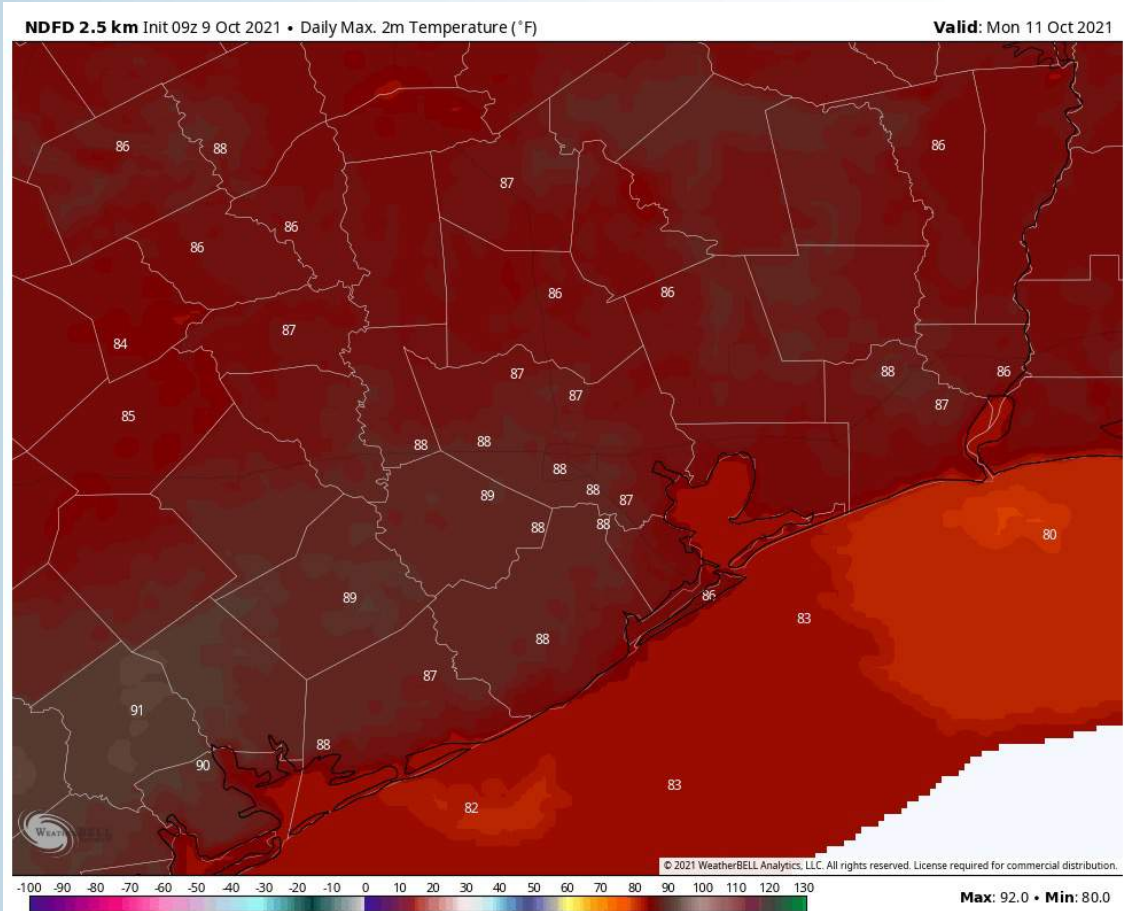 NDFD 2.5 km Init 09z 9 Oct 2021 • Daily Max. 2m Temperature (°F) Valid: Mon 11 Oct 2021
86 88 86
87
86 86
86 86
84 87
88 86
85 87 87 87
88 88
88
89 88 87
88 88
80
89 86
83
88
87
91
88
90
83
82
WEATHERBELL
© 2021 WeatherBELL Analytics, LLC. All rights reserved. License required for commercial distribution.
-100 -90 -80 -70 -60 -50 -40 -30 -20 -10 0 10 20 30 40 50 60 70 80 90 100 110 120 130
Max: 92.0 • Min: 80.0